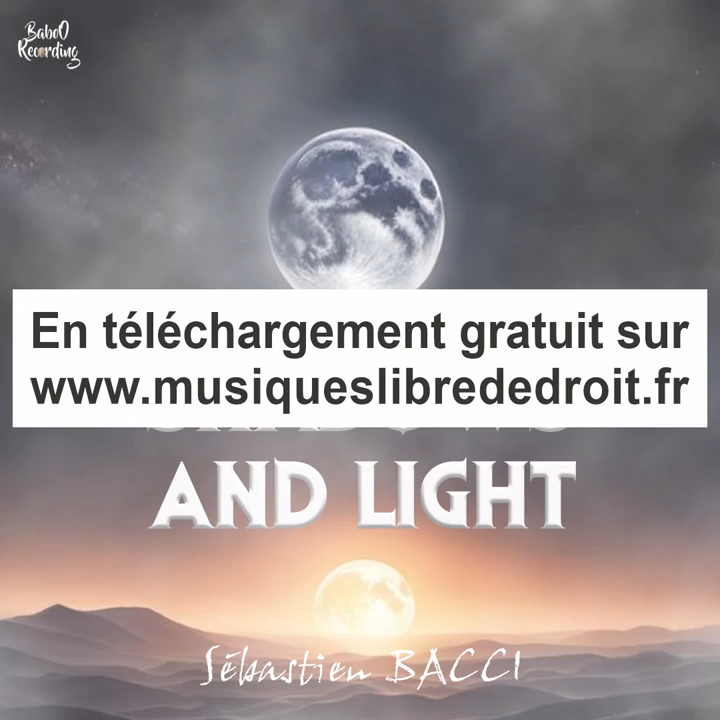 BaboO
Recording
En téléchargement gratuit sur
www.musiqueslibrededroit.fr
AND LIGHT
Sébastien BACCI